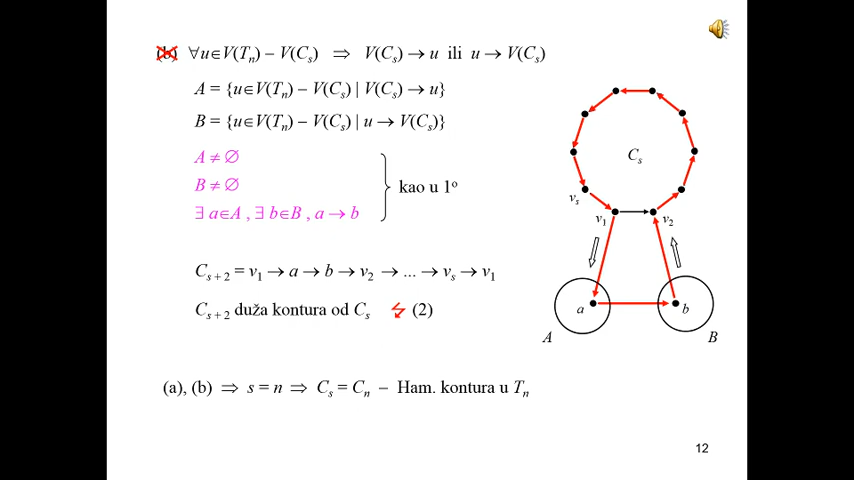 (b) ∀u∈V(Tₙ) – V(Cₛ) ⇒ V(Cₛ) → u ili u → V(Cₛ)
A = {u∈V(Tₙ) – V(Cₛ) | V(Cₛ) → u}
B = {u∈V(Tₙ) – V(Cₛ) | u → V(Cₛ)}
A ≠ ∅
B ≠ ∅
∃ a∈A , ∃ b∈B , a → b
kao u 1º
Cₛ₊₂ = v₁ → a → b → v₂ → ... → vₛ → v₁
Cₛ₊₂ duža kontura od Cₛ (2)
(a), (b) ⇒ s = n ⇒ Cₛ = Cₙ – Ham. kontura u Tₙ
Cₛ
vₛ
v₁ v₂
a b
A B
12